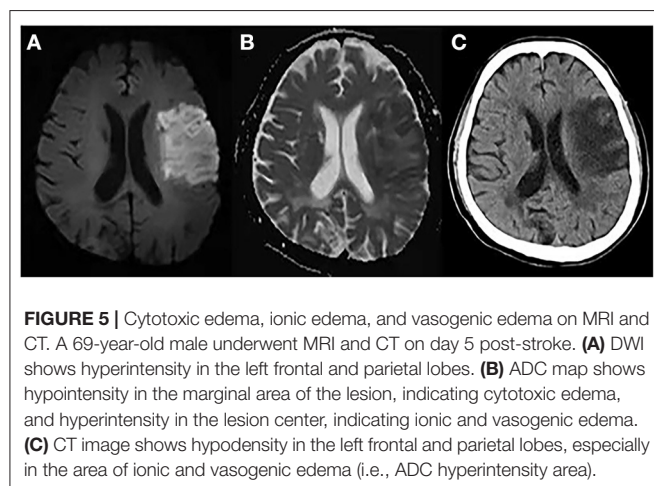 A
B
C
FIGURE 5 | Cytotoxic edema, ionic edema, and vasogenic edema on MRI and
CT. A 69-year-old male underwent MRI and CT on day 5 post-stroke. (A) DWI
shows hyperintensity in the left frontal and parietal lobes. (B) ADC map shows
hypointensity in the marginal area of the lesion, indicating cytotoxic edema,
and hyperintensity in the lesion center, indicating ionic and vasogenic edema.
(C) CT image shows hypodensity in the left frontal and parietal lobes, especially
in the area of ionic and vasogenic edema (i.e., ADC hyperintensity area).